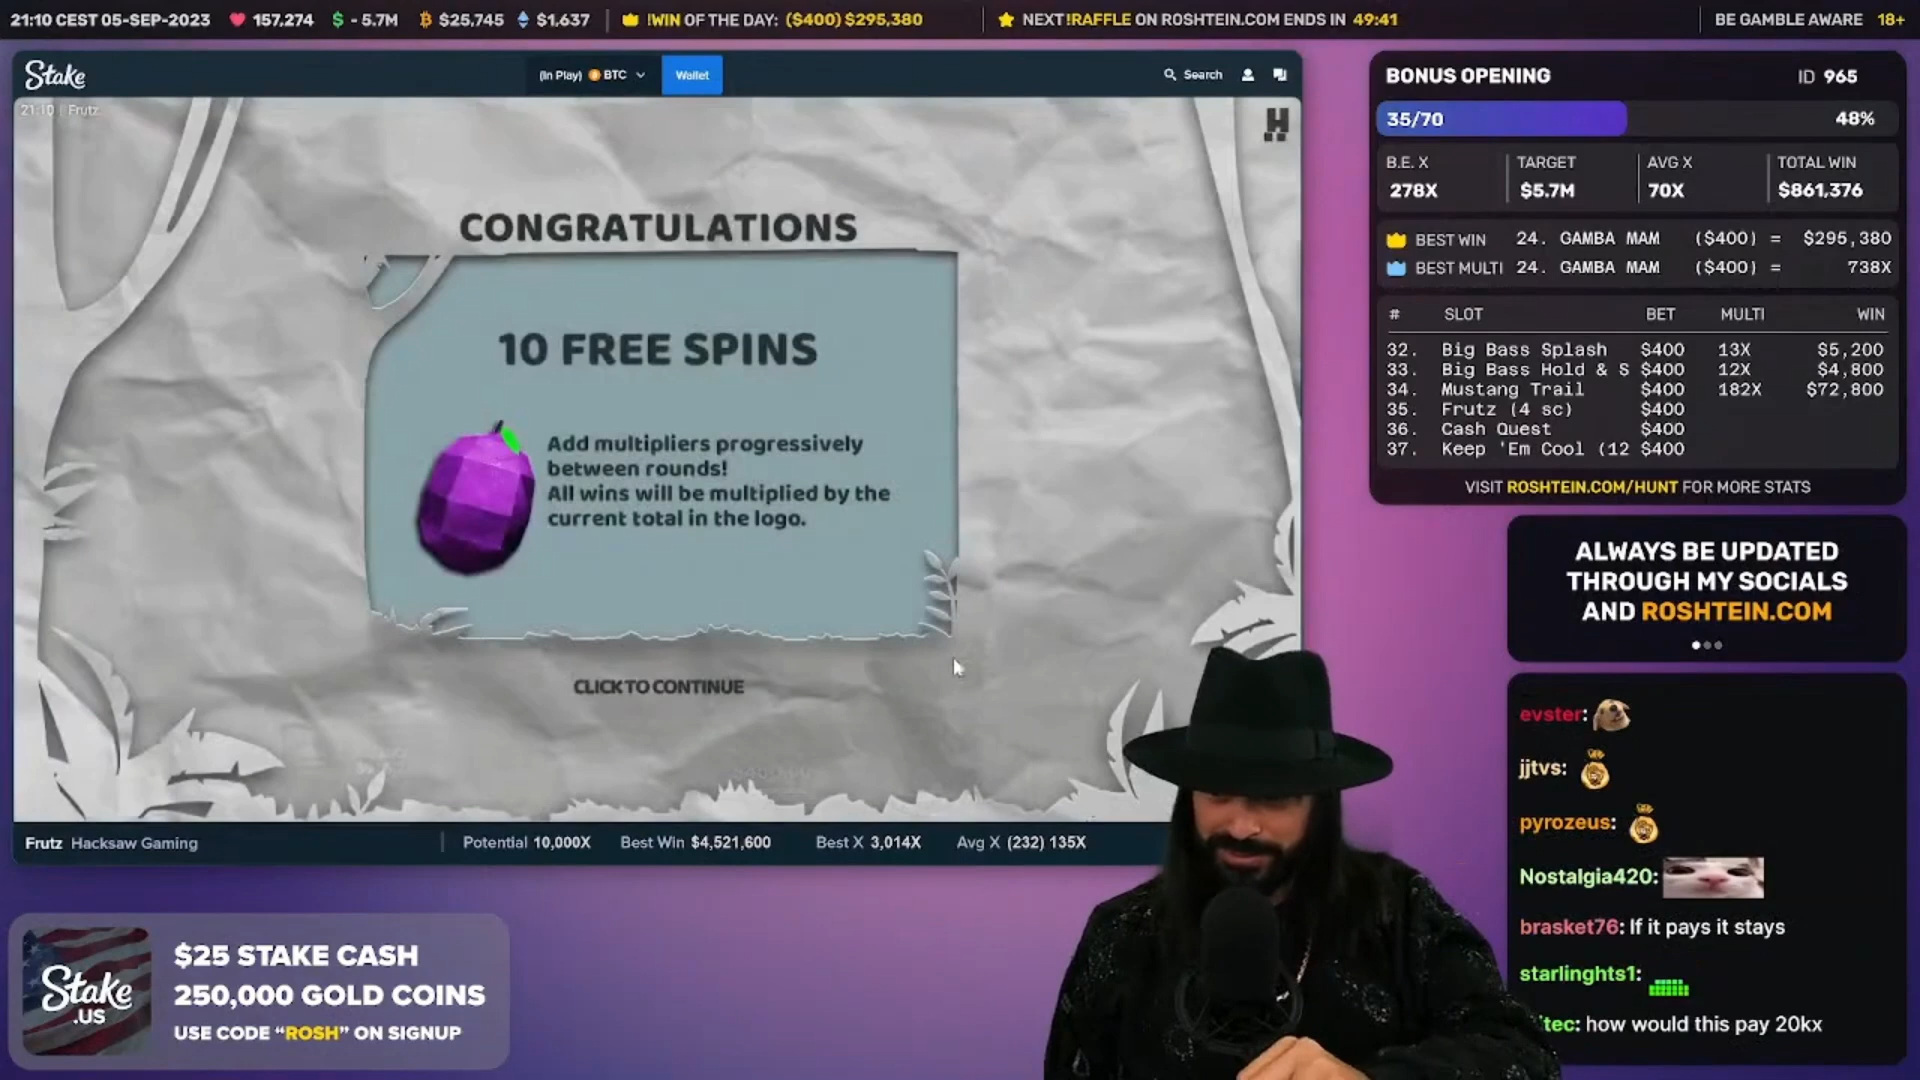 21:10 CEST 05-SEP-2023 157,274 $ - 5.7M $25,745 $1,637 !WIN OF THE DAY: ($400) $295,380 NEXT !RAFFLE ON ROSHTEIN.COM ENDS IN 49:41 BE GAMBLE AWARE 18+
Stake (In Play) BTC Wallet Search
21:10 | Frutz
CONGRATULATIONS
10 FREE SPINS
Add multipliers progressively
between rounds!
All wins will be multiplied by the
current total in the logo.
CLICK TO CONTINUE
Frutz Hacksaw Gaming Potential 10,000X Best Win $4,521,600 Best X 3,014X Avg X (232) 135X
BONUS OPENING ID 965
35/70 48%
B.E. X TARGET AVG X TOTAL WIN
278X $5.7M 70X $861,376
BEST WIN 24. GAMBA MAM ($400) = $295,380
BEST MULTI 24. GAMBA MAM ($400) = 738X
# SLOT BET MULTI WIN
32. Big Bass Splash $400 13X $5,200
33. Big Bass Hold & S $400 12X $4,800
34. Mustang Trail $400 182X $72,800
35. Frutz (4 sc) $400
36. Cash Quest $400
37. Keep 'Em Cool (12 $400
VISIT ROSHTEIN.COM/HUNT FOR MORE STATS
ALWAYS BE UPDATED
THROUGH MY SOCIALS
AND ROSHTEIN.COM
evster:
jjtvs:
pyrozeus:
Nostalgia420:
brasket76: If it pays it stays
starlinghts1:
tec: how would this pay 20kx
Stake
.US
$25 STAKE CASH
250,000 GOLD COINS
USE CODE “ROSH” ON SIGNUP